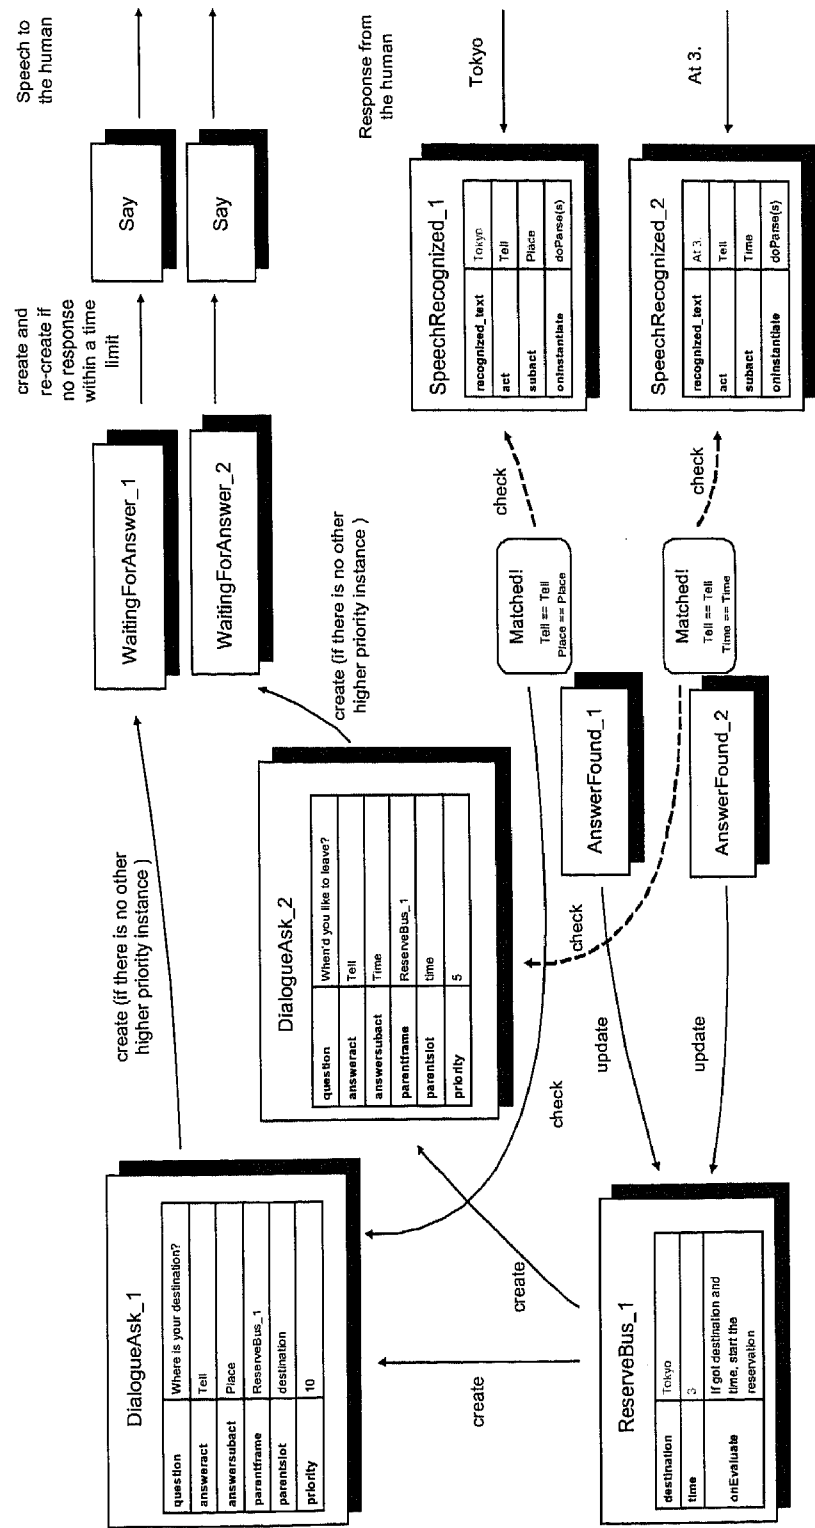 DialogueAsk_1
question Where is your destination?
answeract Tell
answersubact Place
parentframe ReserveBus_1
parentslot destination
priority 10
create (if there is no other
higher priority instance )
WaitingForAnswer_1
WaitingForAnswer_2
create and
re-create if
no response
within a time
limit
Say
Say
Speech to
the human
DialogueAsk_2
question When'd you like to leave?
answeract Tell
answersubact Time
parentframe ReserveBus_1
parentslot time
priority 5
create (if there is no other
higher priority instance )
create
create
check
check
ReserveBus_1
destination Tokyo
time 3
onEvaluate If got destination and
time, start the
reservation
update
update
AnswerFound_1
AnswerFound_2
Matched!
Tell == Tell
Place == Place
Matched!
Tell == Tell
Time == Time
check
check
SpeechRecognized_1
recognized_text Tokyo
act Tell
subact Place
onInstantiate doParse(s)
SpeechRecognized_2
recognized_text At 3.
act Tell
subact Time
onInstantiate doParse(s)
Response from
the human
Tokyo
At 3.